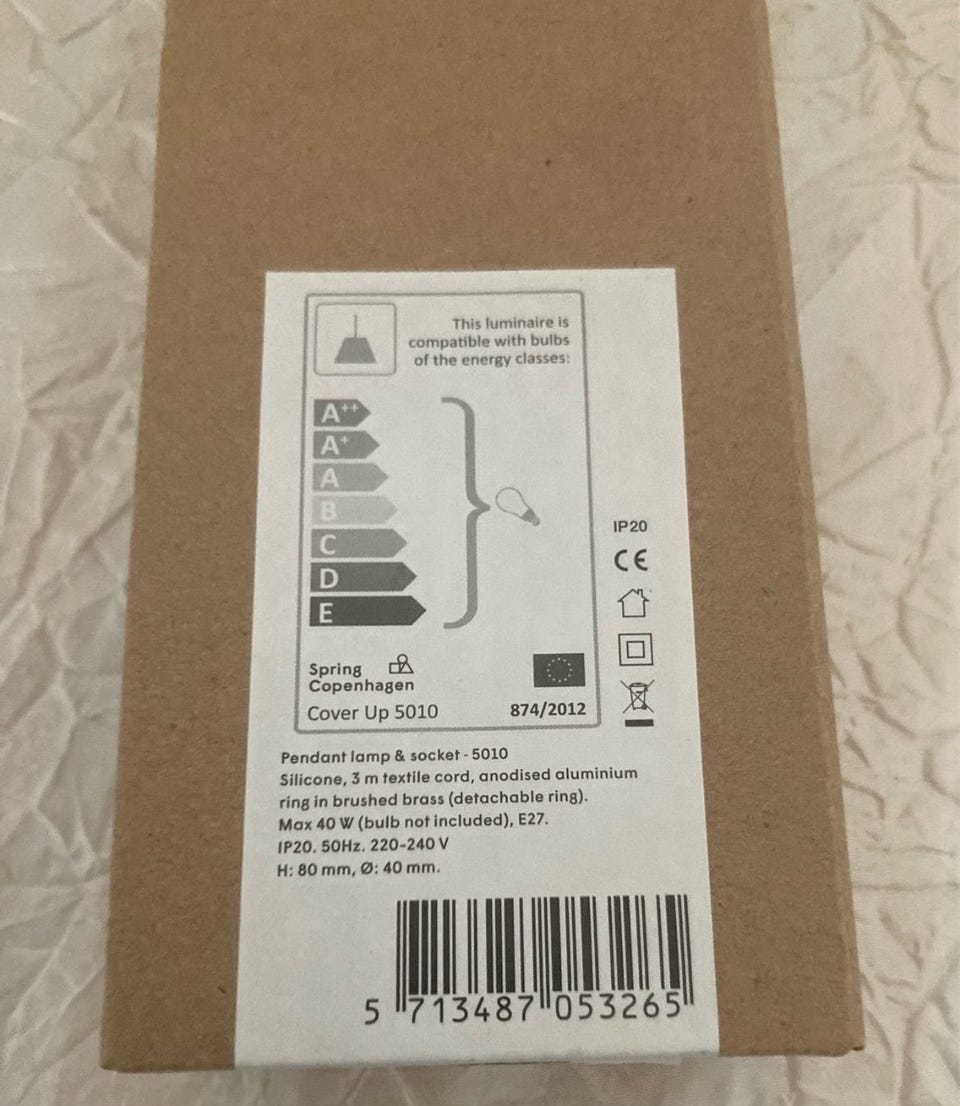 This luminaire is
compatible with bulbs
of the energy classes:
A++
A+
A
B
C
D
E
IP20
CE
Spring
Copenhagen
Cover Up 5010
874/2012
Pendant lamp & socket - 5010
Silicone, 3 m textile cord, anodised aluminium
ring in brushed brass (detachable ring).
Max 40 W (bulb not included), E27.
IP20. 50Hz. 220-240 V
H: 80 mm, Ø: 40 mm.
5 713487 053265